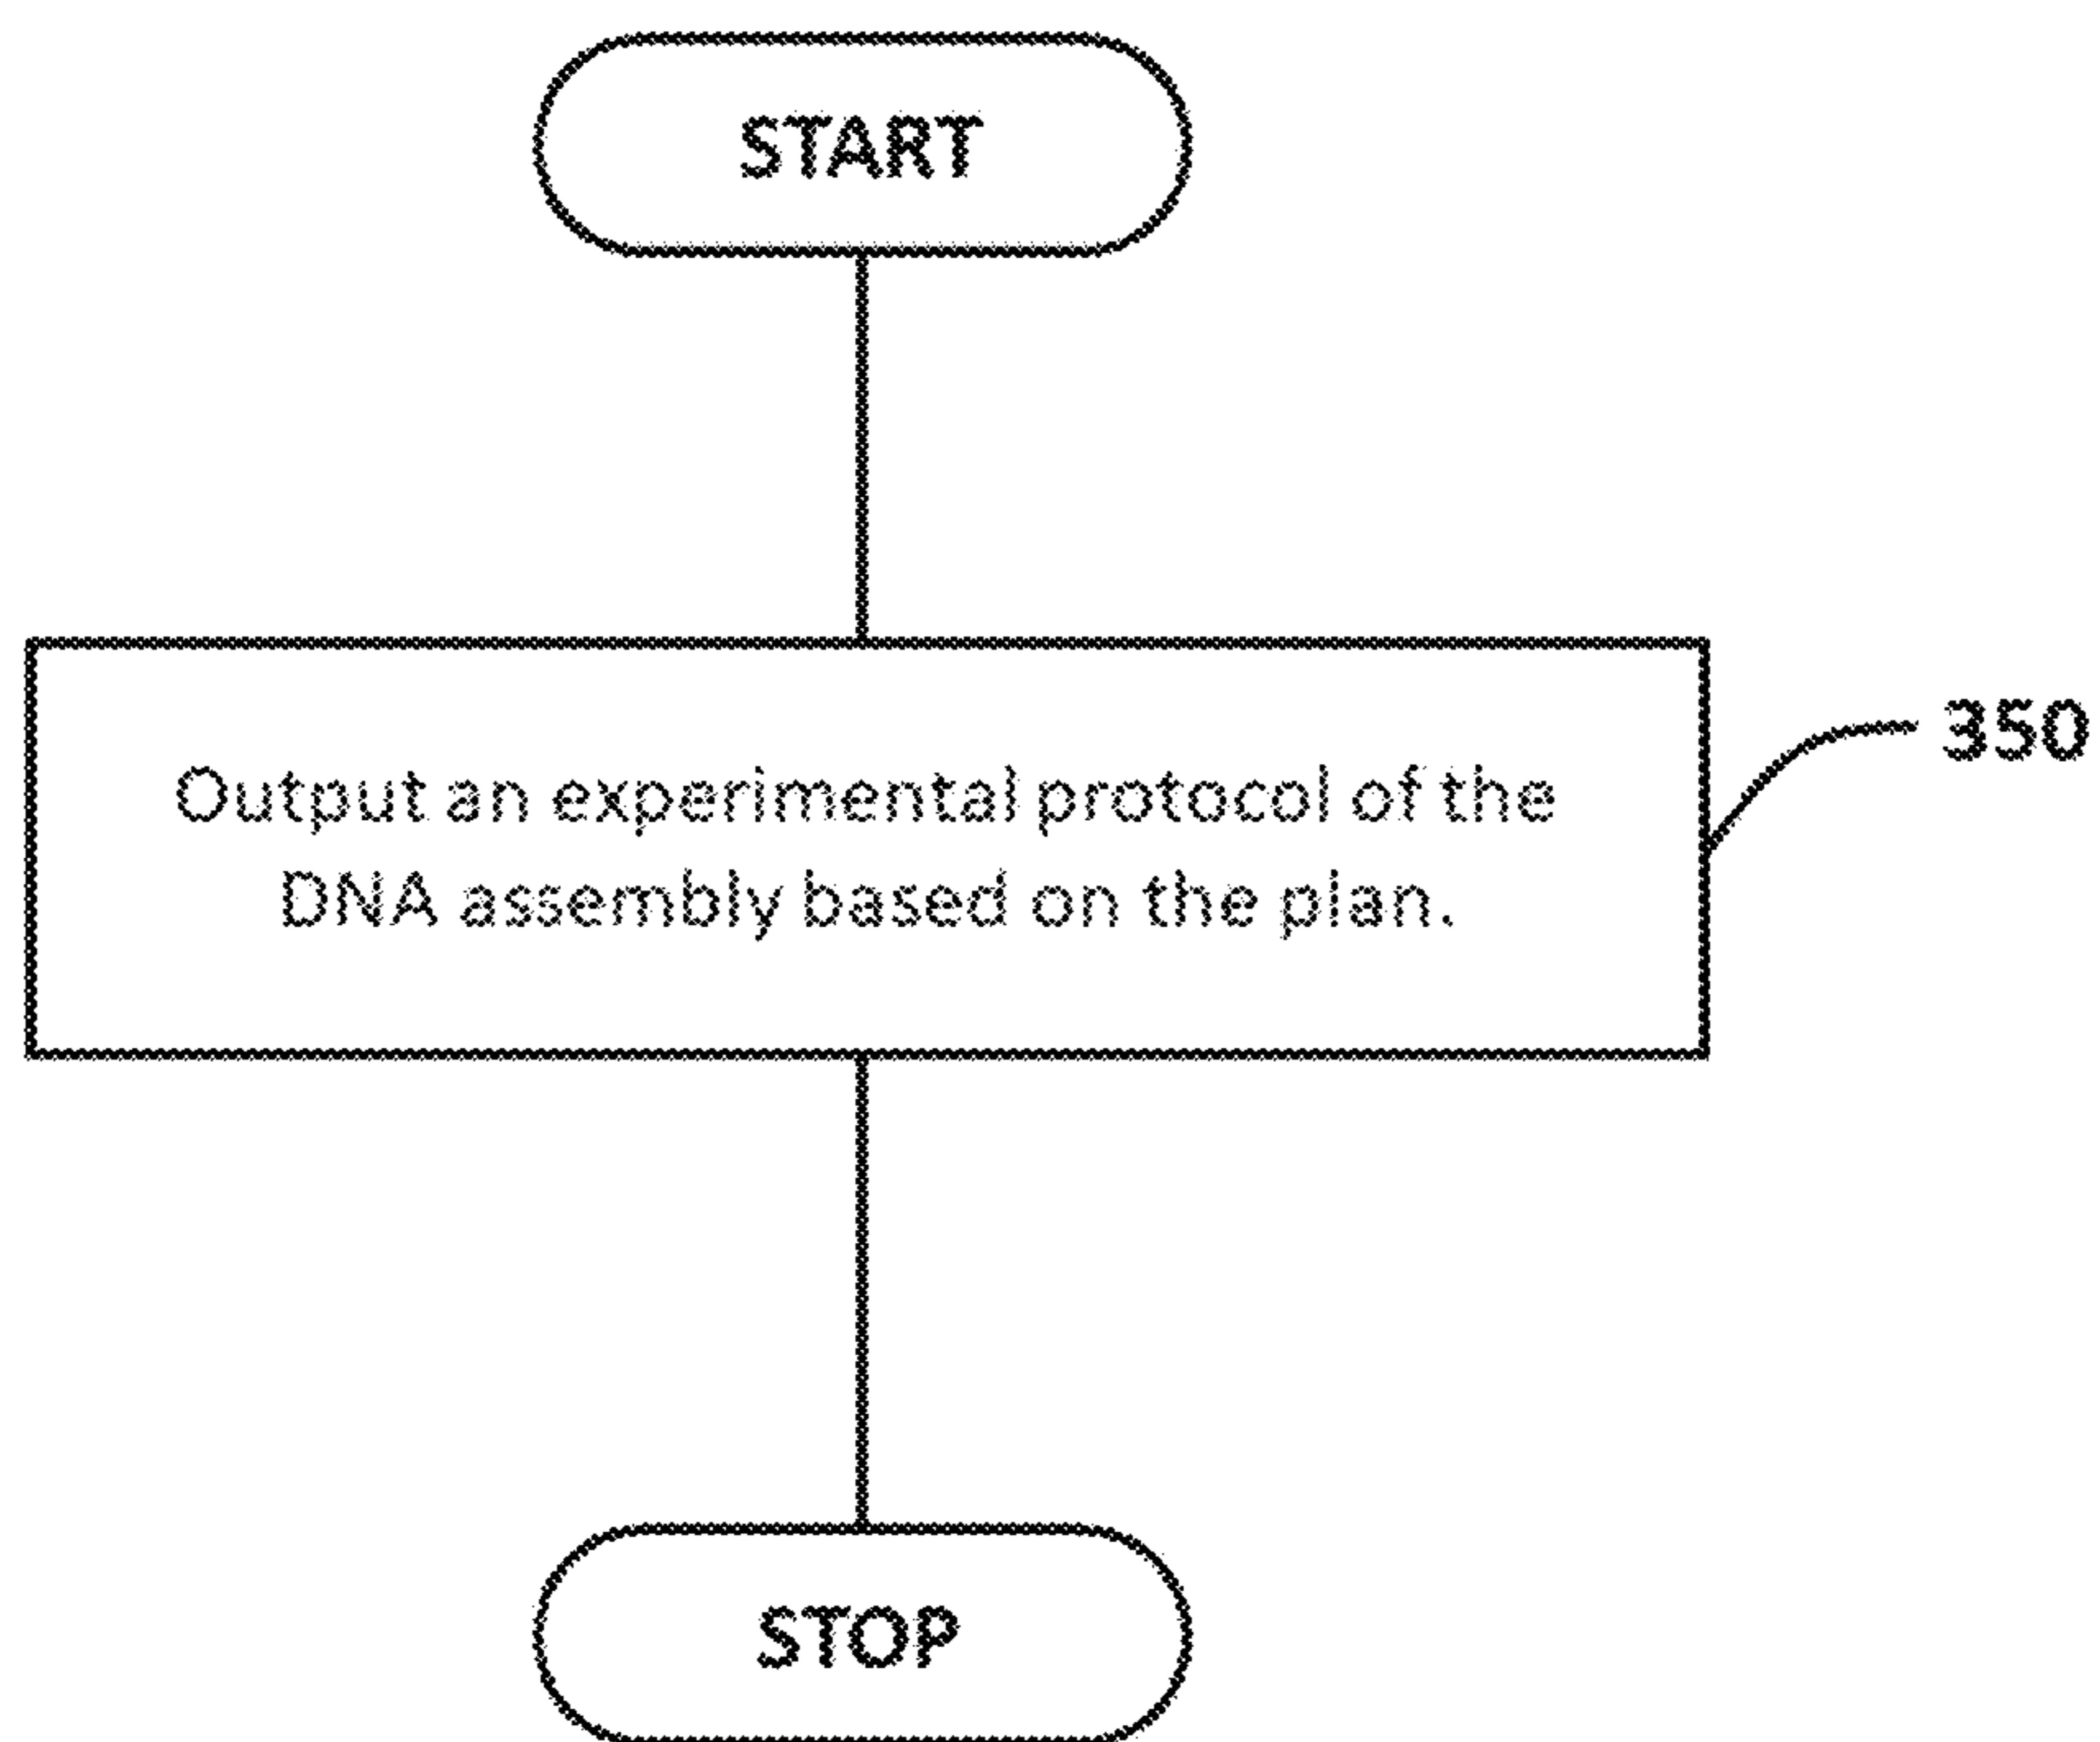 START
350
Output an experimental protocol of the
DNA assembly based on the plan.
STOP